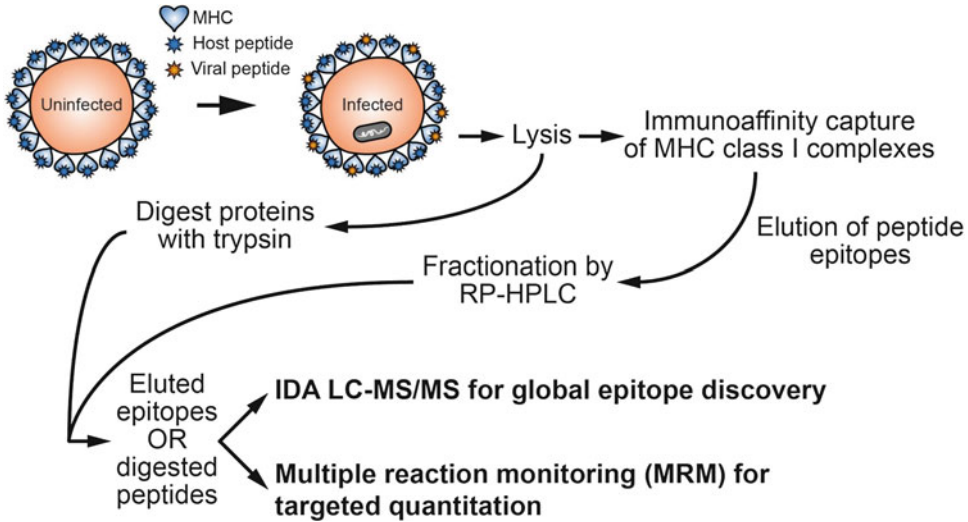 MHC
Host peptide
Viral peptide
Uninfected
Infected
Lysis
Immunoaffinity capture
of MHC class I complexes
Digest proteins
with trypsin
Elution of peptide
epitopes
Fractionation by
RP-HPLC
Eluted
epitopes
OR
digested
peptides
IDA LC-MS/MS for global epitope discovery
Multiple reaction monitoring (MRM) for
targeted quantitation